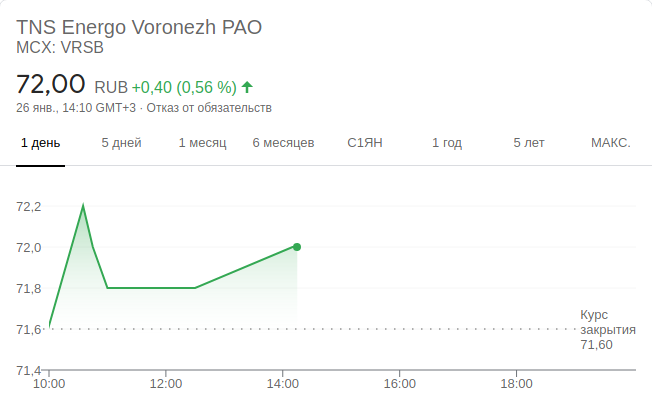 TNS Energo Voronezh PAO
MCX: VRSB
72,00 RUB +0,40 (0,56 %)
26 янв., 14:10 GMT+3 · Отказ от обязательств
1 день 5 дней 1 месяц 6 месяцев С1ЯН 1 год 5 лет МАКС.
72,2
72,0
71,8
71,6
71,4
Курс
закрытия
71,60
10:00 12:00 14:00 16:00 18:00